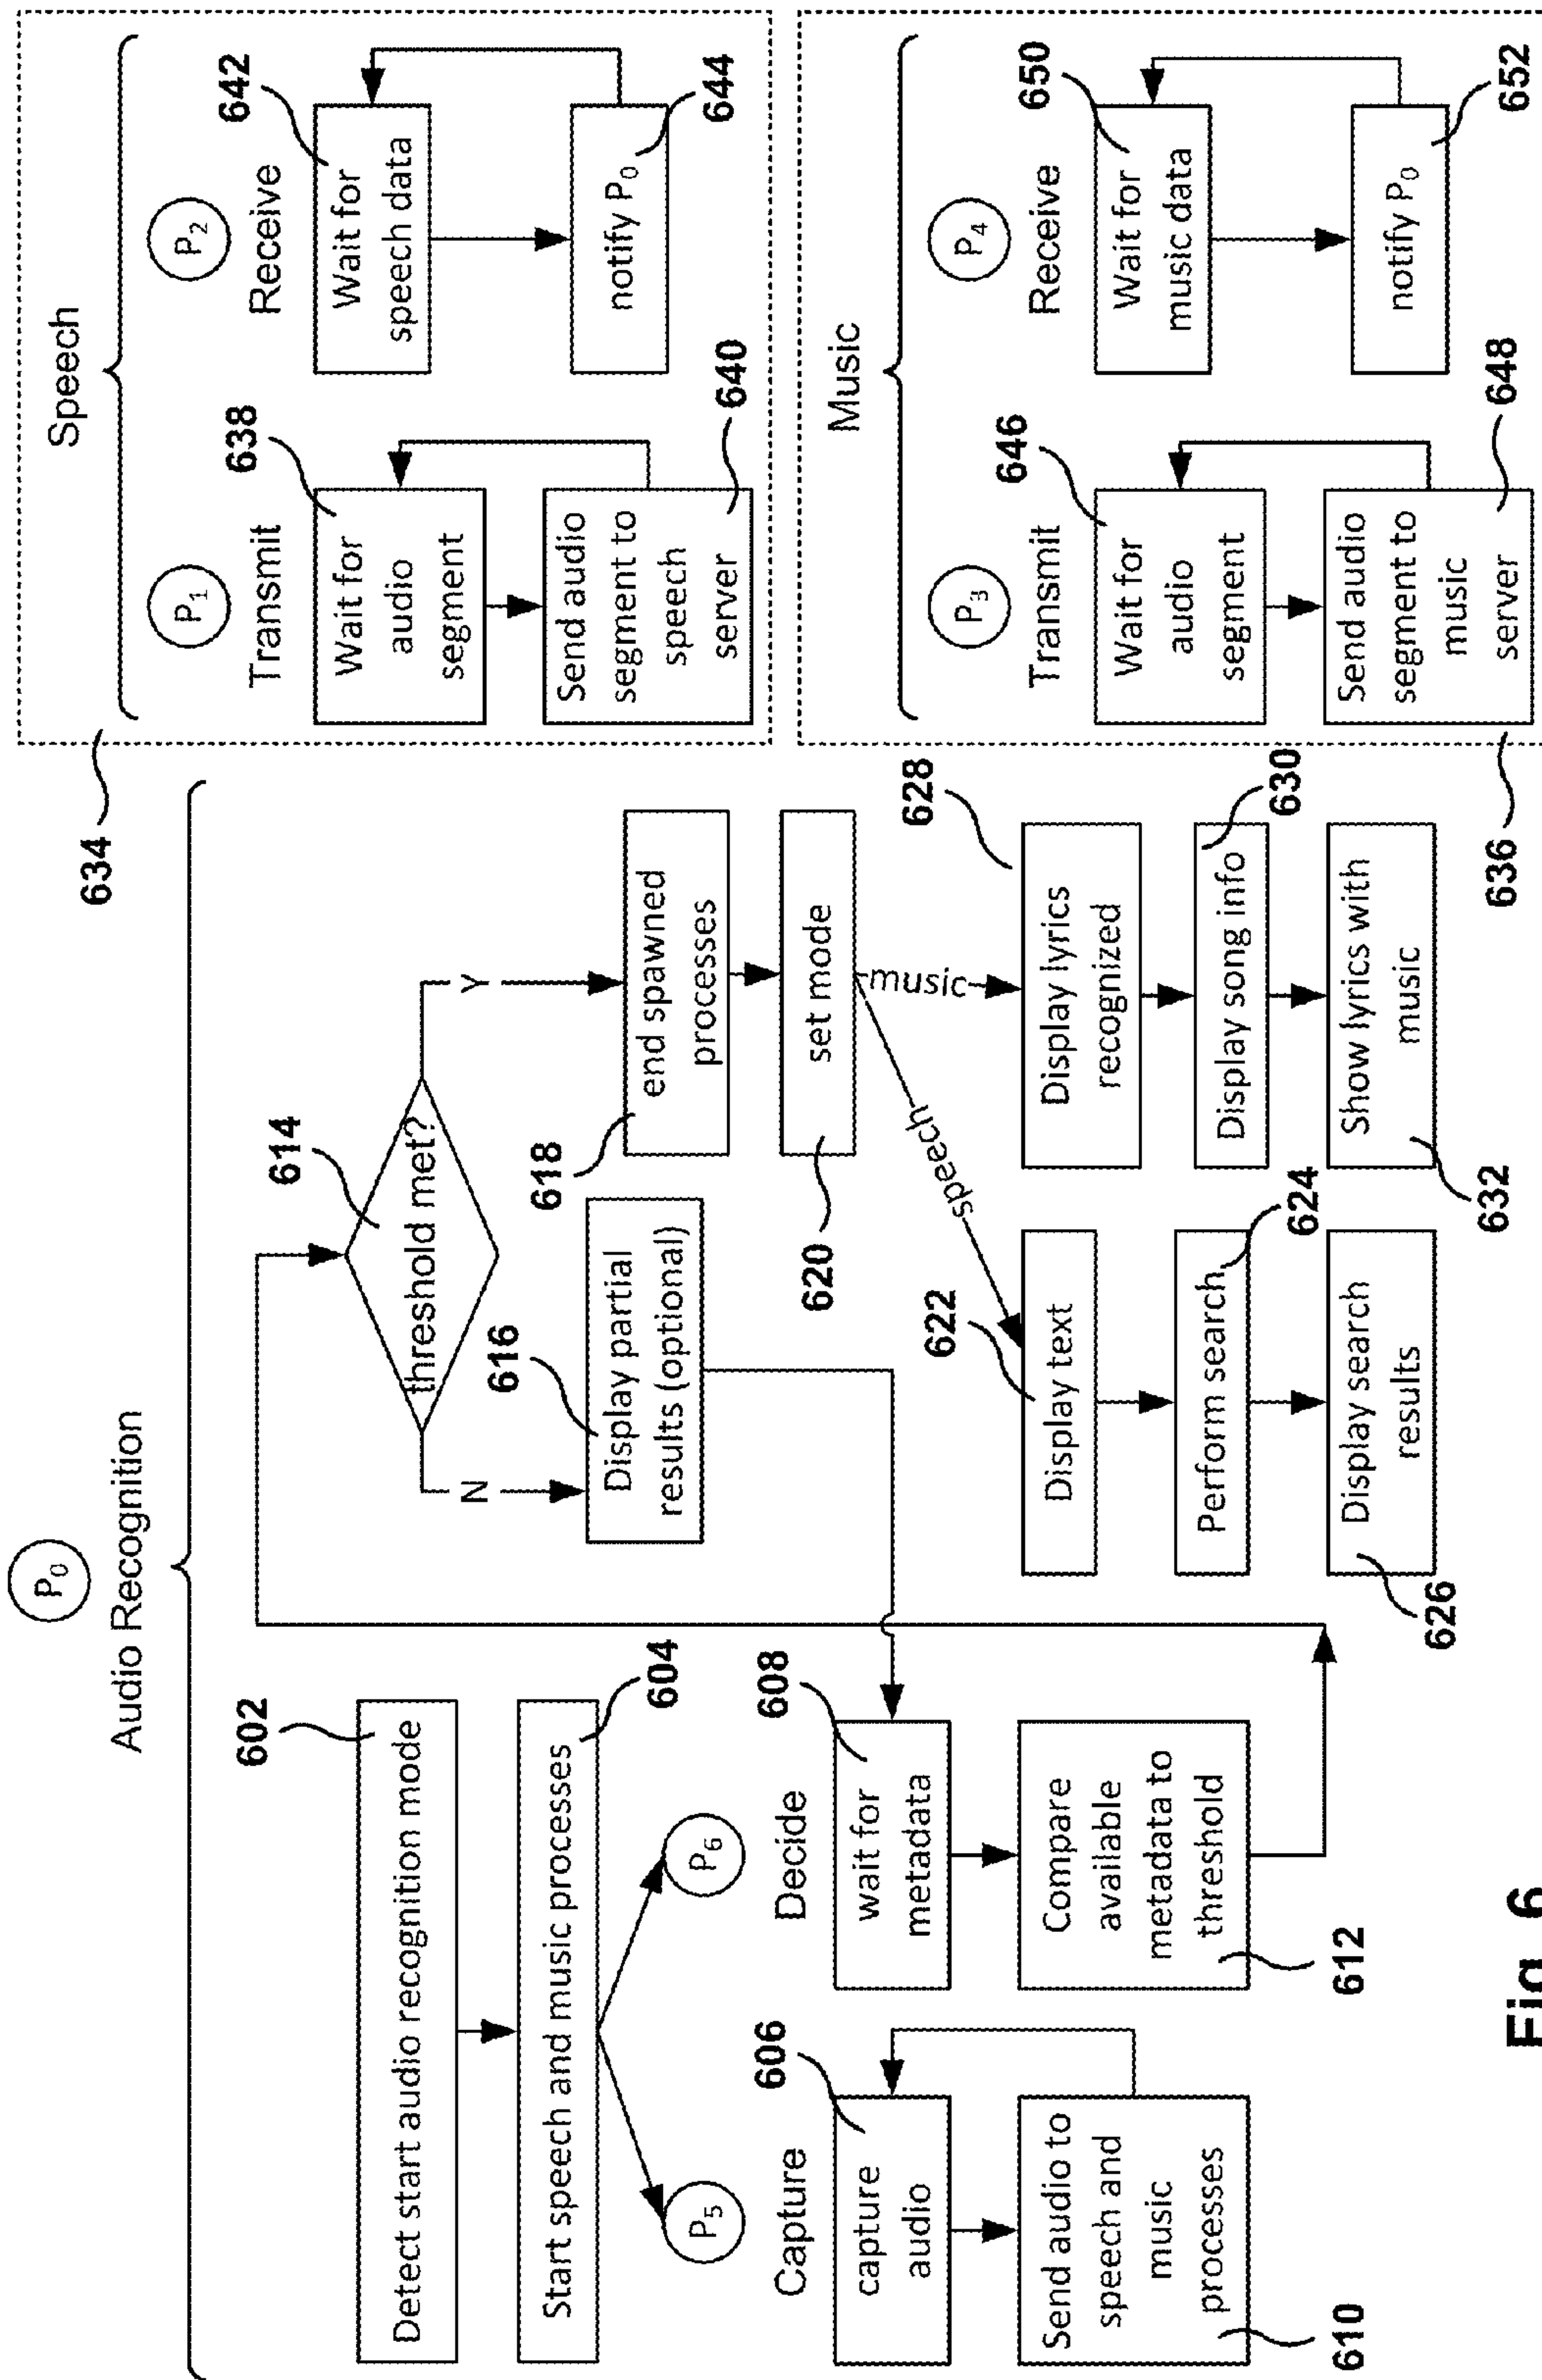 P0
Audio Recognition
602
Detect start audio recognition mode
Start speech and music processes
604
P5
P6
Capture
606
capture
audio
Send audio to
speech and
music
processes
610
Decide
608
wait for
metadata
Compare
available
metadata to
threshold
612
614
threshold met?
N
Y
616
Display partial
results (optional)
618
end spawned
processes
620
set mode
speech
music
622
Display text
Perform search
624
Display search
results
626
628
Display lyrics
recognized
Display song info
630
Show lyrics with
music
632
634
Speech
P1
Transmit
638
Wait for
audio
segment
Send audio
segment to
speech
server
640
P2
Receive
642
Wait for
speech data
notify P0
644
636
Music
P3
Transmit
646
Wait for
audio
segment
Send audio
segment to
music
server
648
P4
Receive
650
Wait for
music data
notify P0
652
Fig. 6